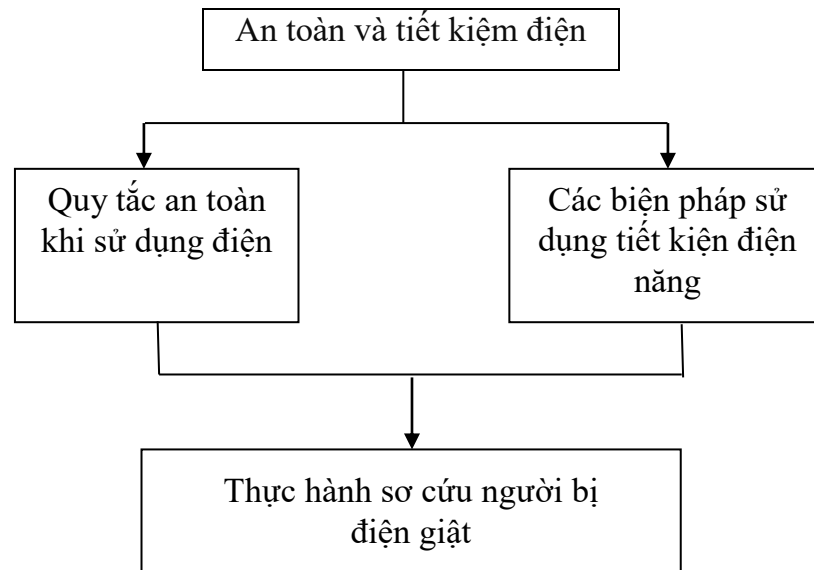 An toàn và tiết kiệm điện
Quy tắc an toàn
khi sử dụng điện
Các biện pháp sử
dụng tiết kiện điện
năng
Thực hành sơ cứu người bị
điện giật